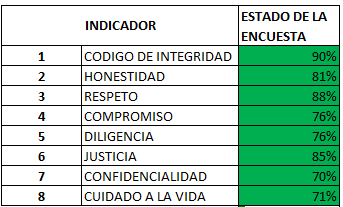 INDICADOR ESTADO DE LA ENCUESTA
1 CODIGO DE INTEGRIDAD 90%
2 HONESTIDAD 81%
3 RESPETO 88%
4 COMPROMISO 76%
5 DILIGENCIA 76%
6 JUSTICIA 85%
7 CONFIDENCIALIDAD 70%
8 CUIDADO A LA VIDA 71%